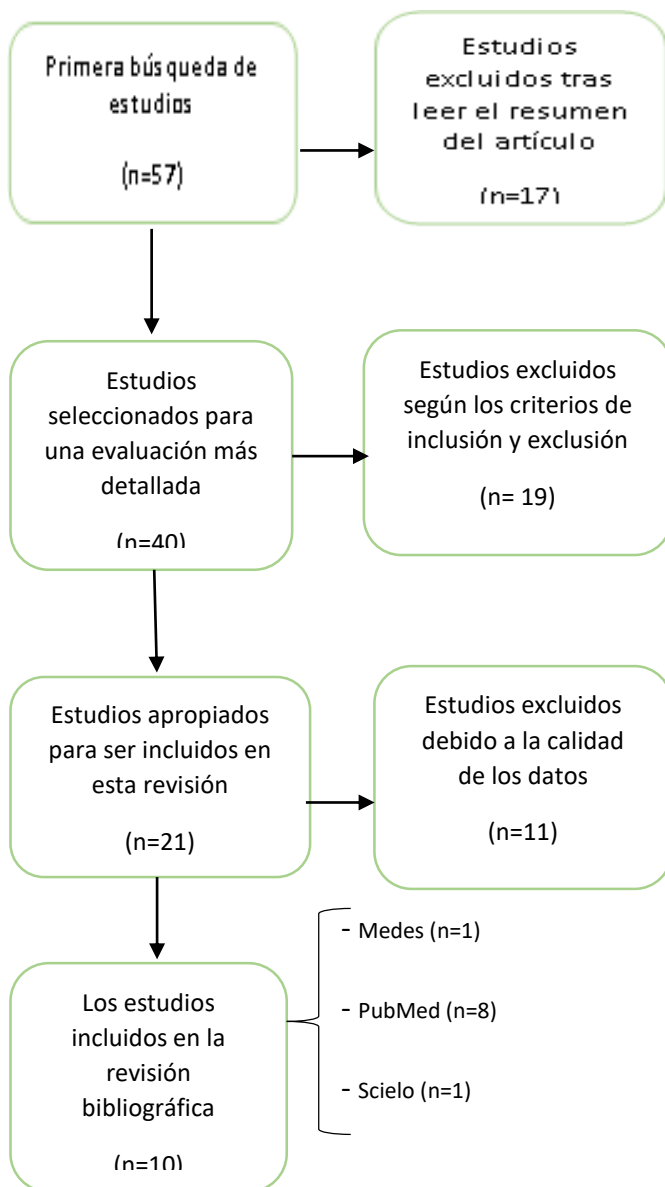 Primera búsqueda de
estudios
(n=57)
Estudios
excluidos tras
leer el resumen
del artículo
(n=17)
Estudios
seleccionados para
una evaluación más
detallada
(n=40)
Estudios excluidos
según los criterios de
inclusión y exclusión
(n= 19)
Estudios apropiados
para ser incluidos en
esta revisión
(n=21)
Estudios excluidos
debido a la calidad
de los datos
(n=11)
Los estudios
incluidos en la
revisión
bibliográfica
(n=10)
- Medes (n=1)
- PubMed (n=8)
- Scielo (n=1)